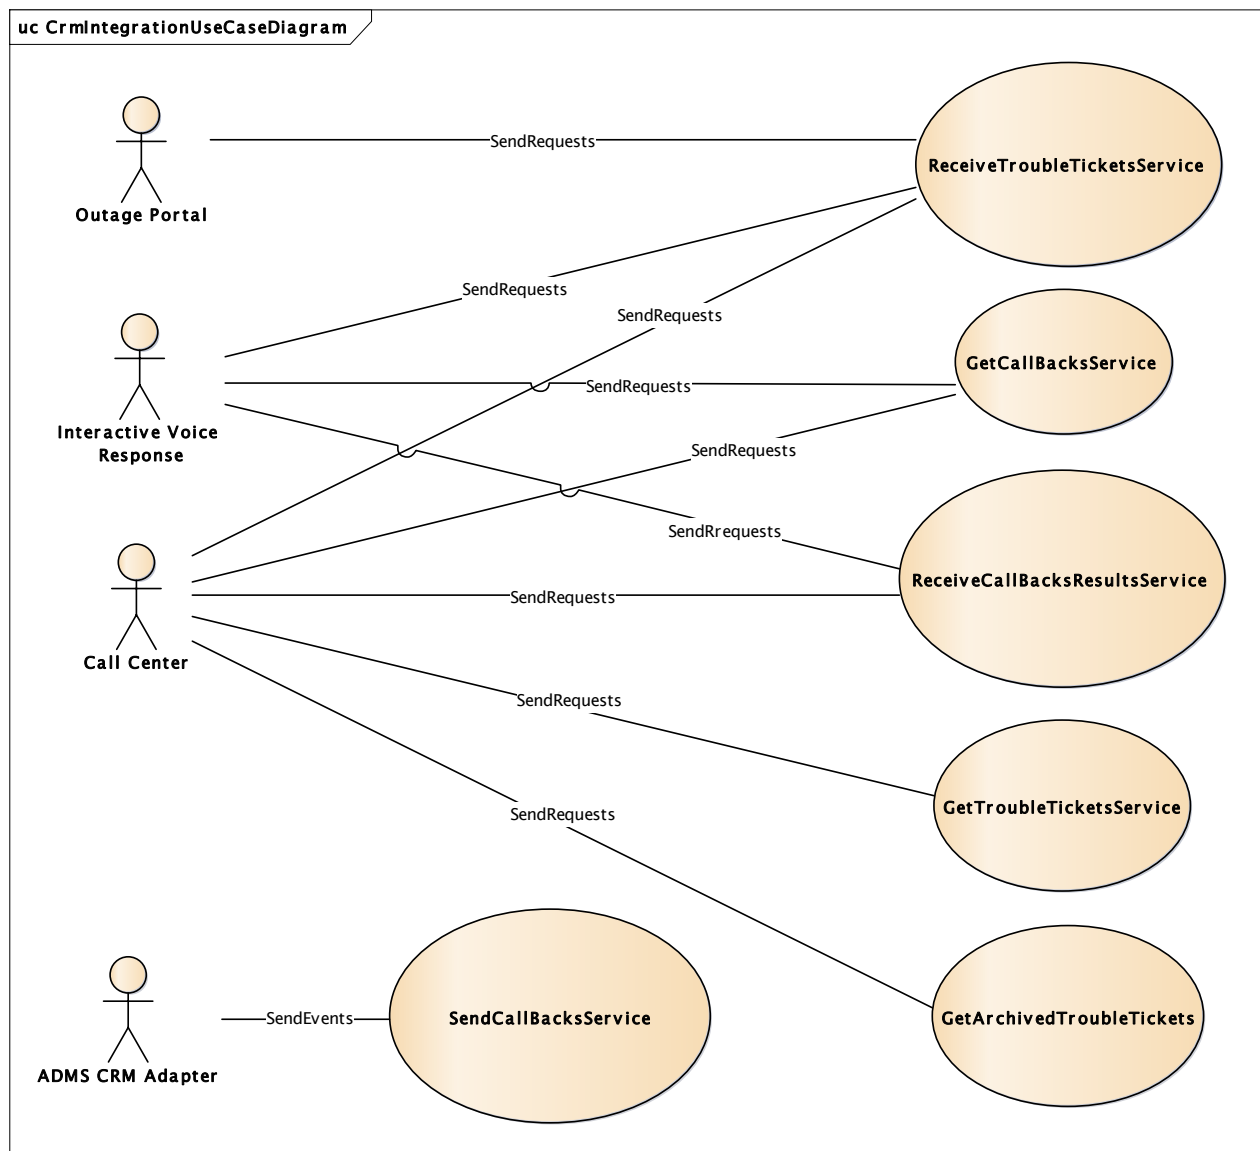 uc CrmIntegrationUseCaseDiagram
SendRequests
ReceiveTroubleTicketsService
Outage Portal
SendRequests
SendRequests
GetCallBacksService
SendRequests
Interactive Voice
Response
SendRequests
SendRrequests
ReceiveCallBacksResultsService
SendRequests
Call Center
SendRequests
GetTroubleTicketsService
SendRequests
SendEvents
SendCallBacksService
GetArchivedTroubleTickets
ADMS CRM Adapter